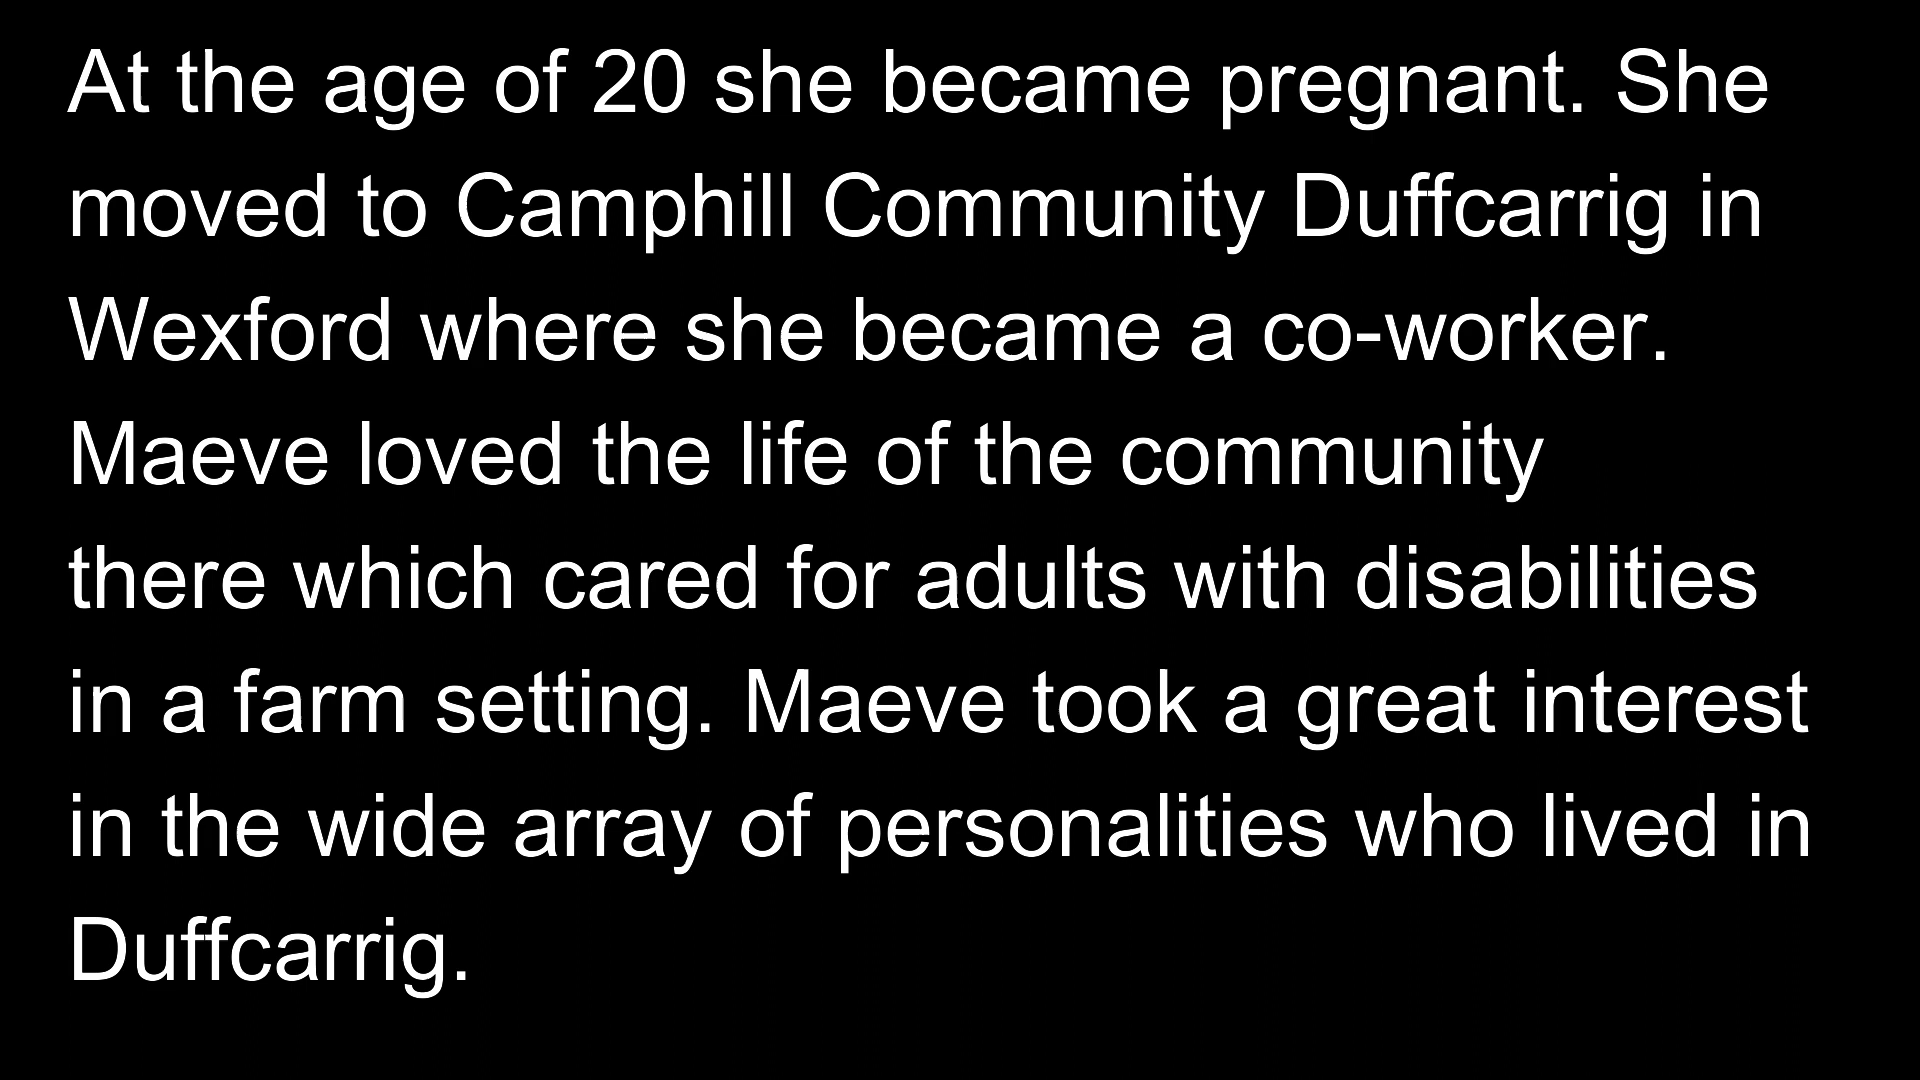 At the age of 20 she became pregnant. She
moved to Camphill Community Duffcarrig in
Wexford where she became a co-worker.
Maeve loved the life of the community
there which cared for adults with disabilities
in a farm setting. Maeve took a great interest
in the wide array of personalities who lived in
Duffcarrig.